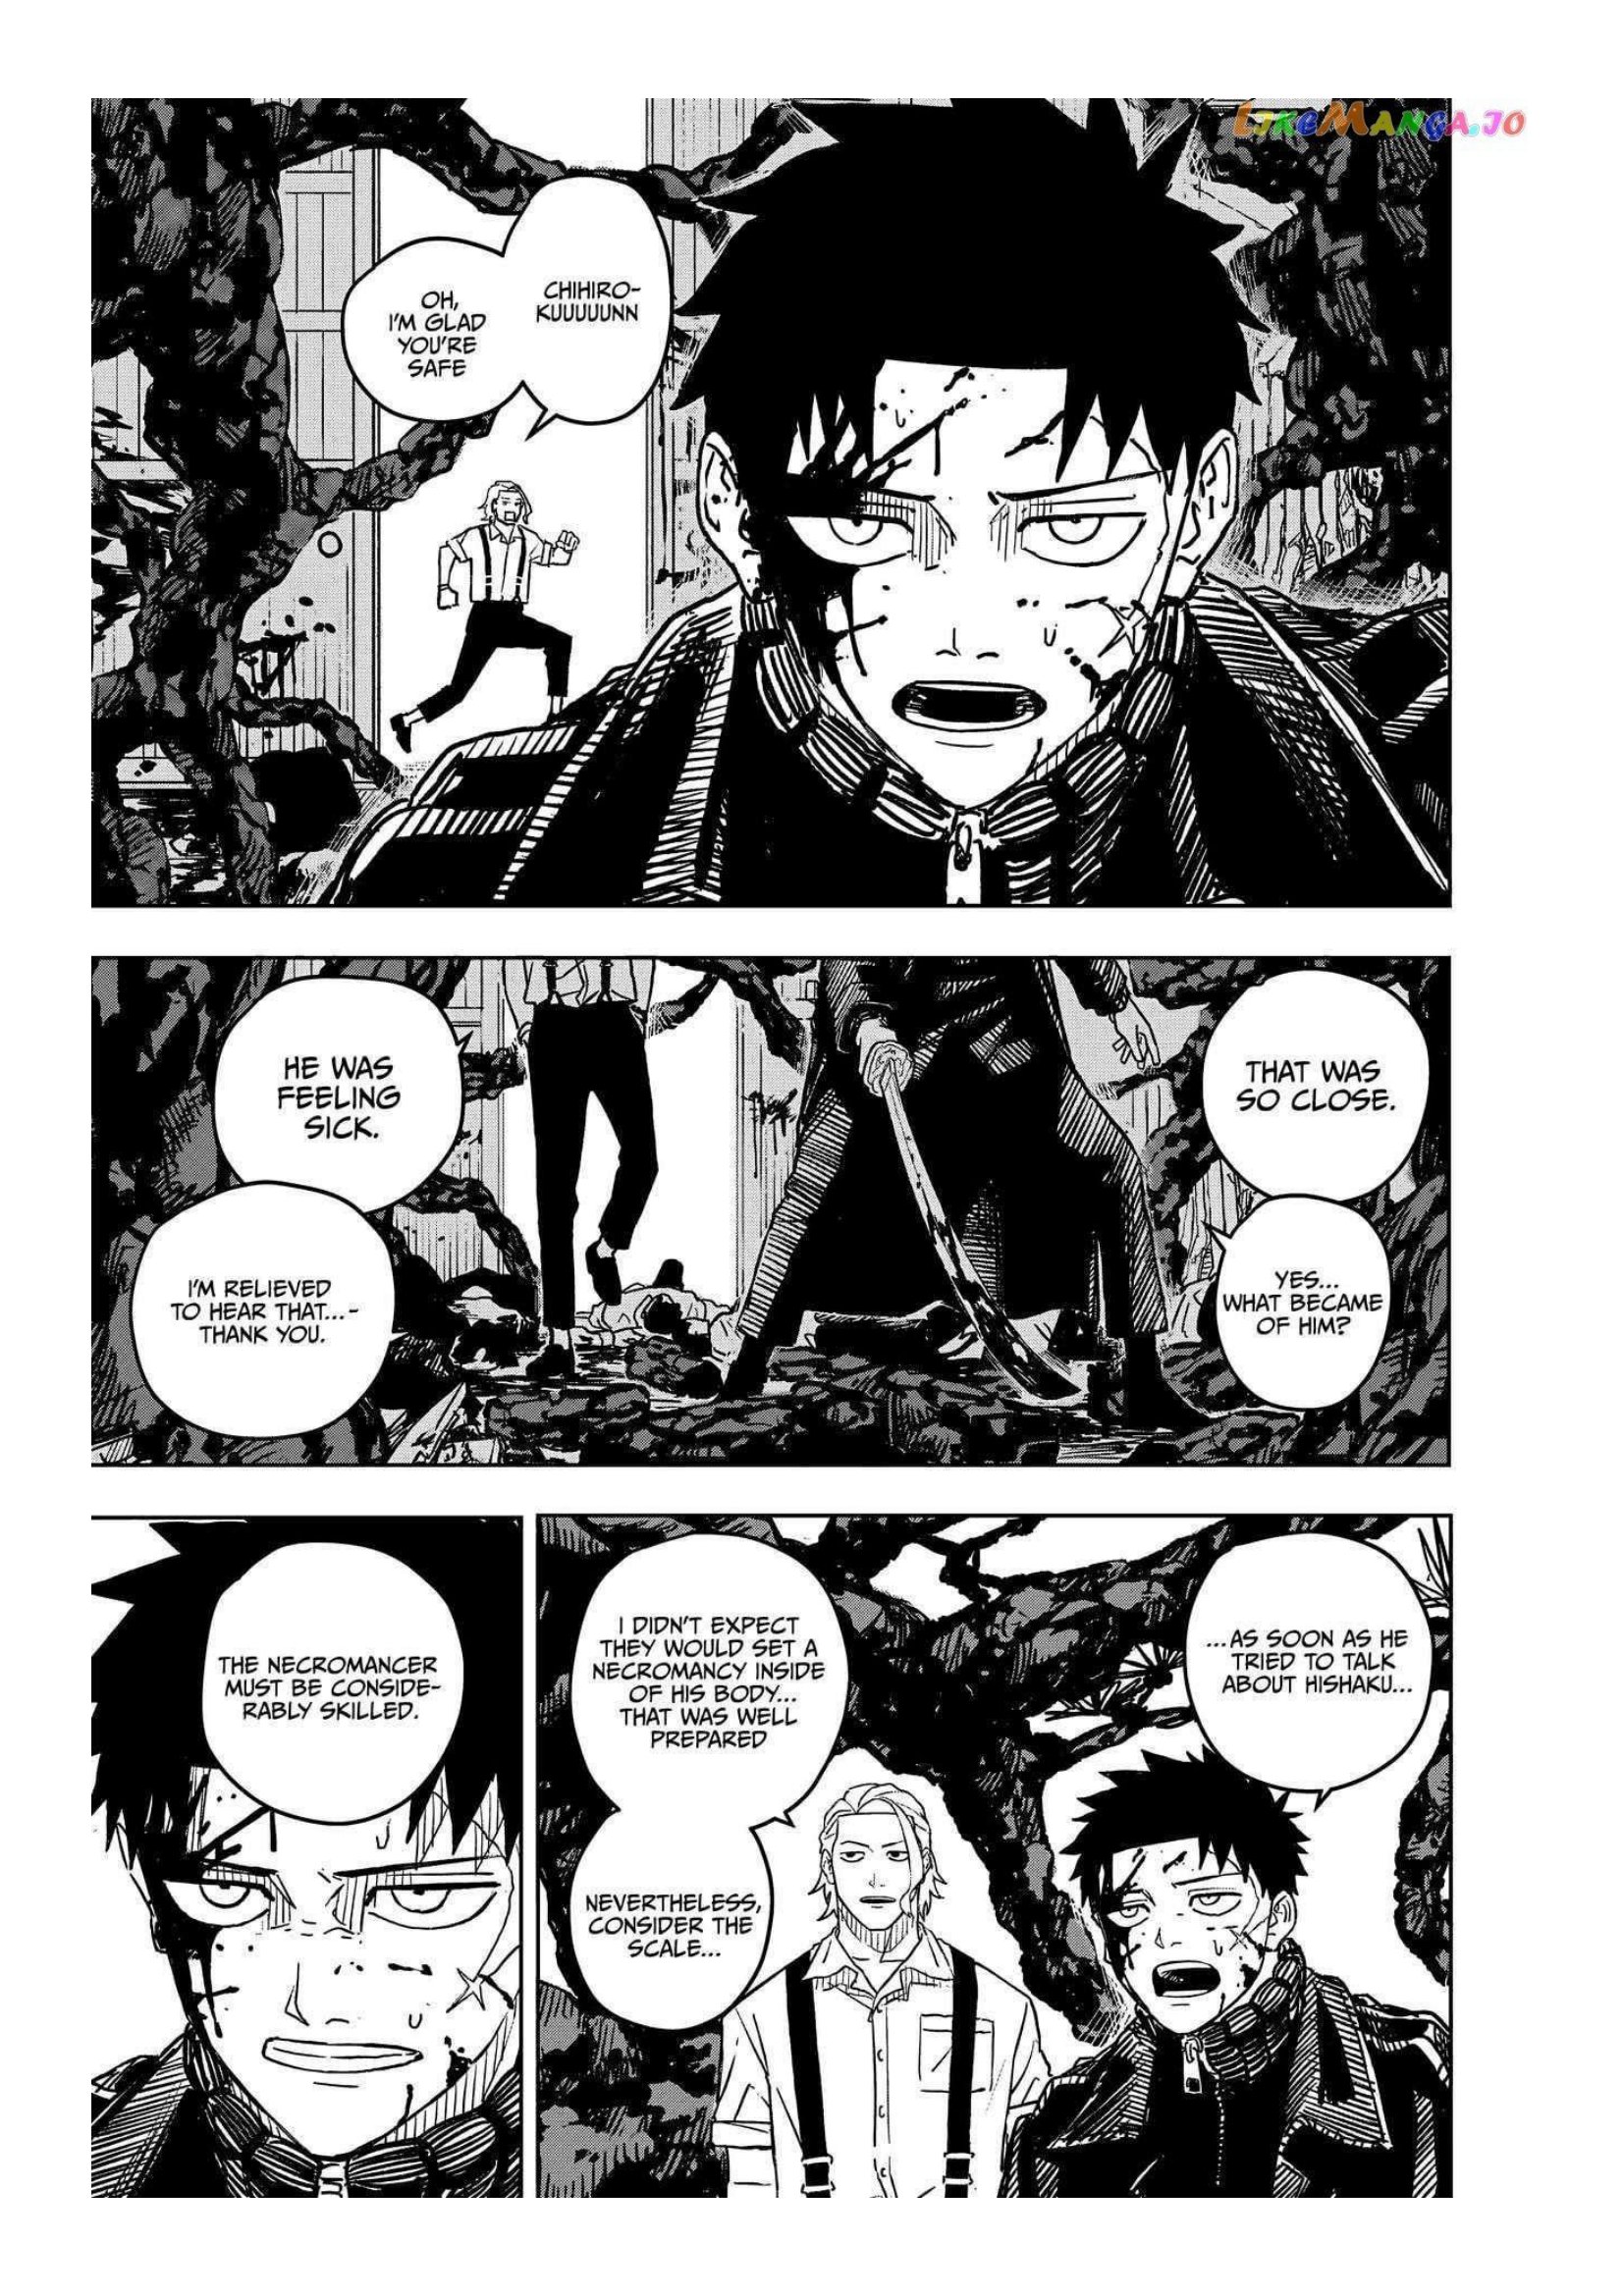 LIKEMANGA.IO
CHIHIRO-
KUUUUUNN
OH,
I'M GLAD
YOU'RE
SAFE
THAT WAS
SO CLOSE.
YES...
WHAT BECAME
OF HIM?
HE WAS
FEELING
SICK.
I'M RELIEVED
TO HEAR THAT...-
THANK YOU.
...AS SOON AS HE
TRIED TO TALK
ABOUT HISHAKU...
I DIDN'T EXPECT
THEY WOULD SET A
NECROMANCY INSIDE
OF HIS BODY...
THAT WAS WELL
PREPARED
NEVERTHELESS,
CONSIDER THE
SCALE...
THE NECROMANCER
MUST BE CONSIDE-
RABLY SKILLED.